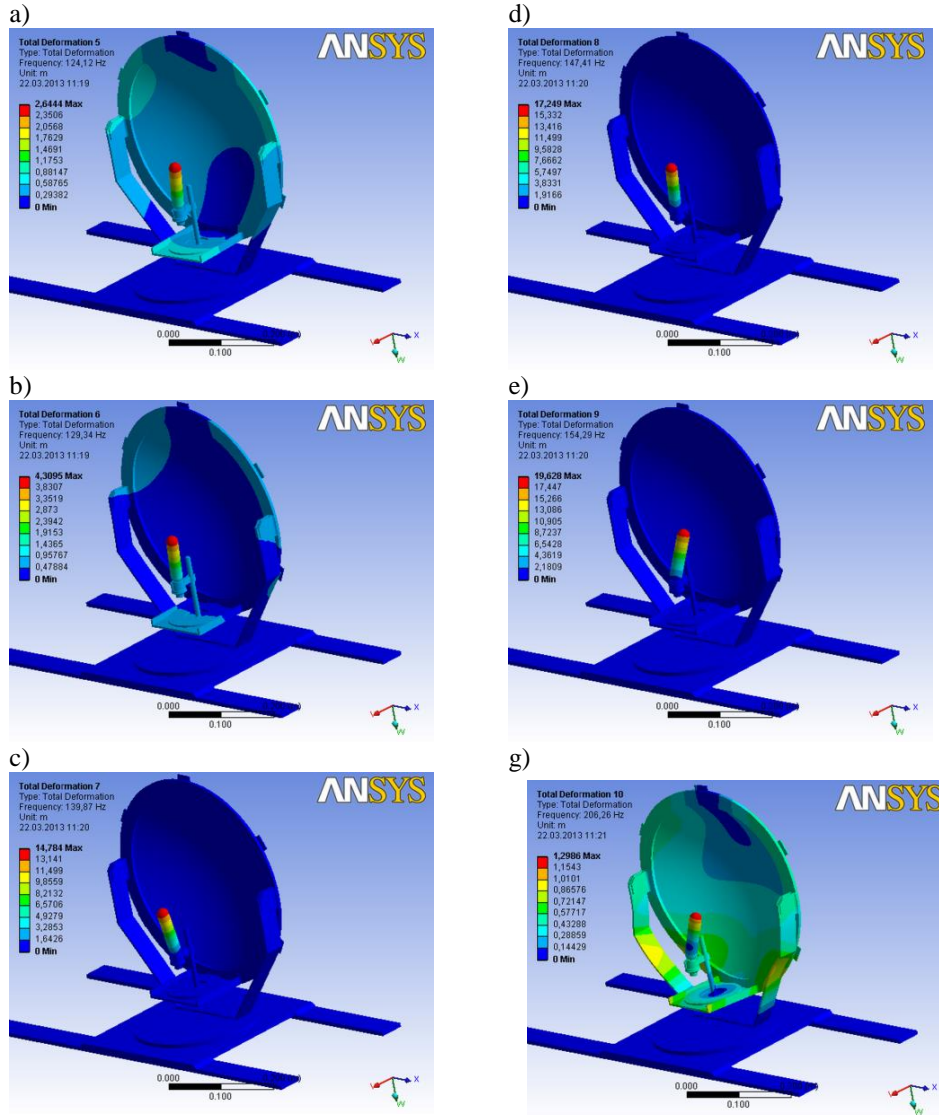 a)
Total Deformation 5
Type: Total Deformation
Frequency: 124,12 Hz
Unit: m
22.03.2013 11:19
2,6444 Max
2,3506
2,0568
1,7629
1,4691
1,1753
0,88147
0,58765
0,29382
0 Min
ANSYS
0.000
0.100
X
d)
Total Deformation 8
Type: Total Deformation
Frequency: 147,41 Hz
Unit: m
22.03.2013 11:20
17,249 Max
15,332
13,416
11,499
9,5828
7,6662
5,7497
3,8331
1,9166
0 Min
ANSYS
0.000
0.100
X
b)
Total Deformation 6
Type: Total Deformation
Frequency: 129,34 Hz
Unit: m
22.03.2013 11:19
4,3095 Max
3,8307
3,3519
2,873
2,3942
1,9153
1,4365
0,95767
0,47884
0 Min
ANSYS
0.000
0.100
X
e)
Total Deformation 9
Type: Total Deformation
Frequency: 154,29 Hz
Unit: m
22.03.2013 11:20
19,628 Max
17,447
15,266
13,086
10,905
8,7237
6,5428
4,3619
2,1809
0 Min
ANSYS
0.000
0.100
X
c)
Total Deformation 7
Type: Total Deformation
Frequency: 139,87 Hz
Unit: m
22.03.2013 11:20
14,784 Max
13,141
11,499
9,8559
8,2132
6,5706
4,9279
3,2853
1,6426
0 Min
ANSYS
0.000
0.100
X
g)
Total Deformation 10
Type: Total Deformation
Frequency: 206,26 Hz
Unit: m
22.03.2013 11:21
1,2986 Max
1,1543
1,0101
0,86576
0,72147
0,57717
0,43288
0,28859
0,14429
0 Min
ANSYS
0.000
0.100
X